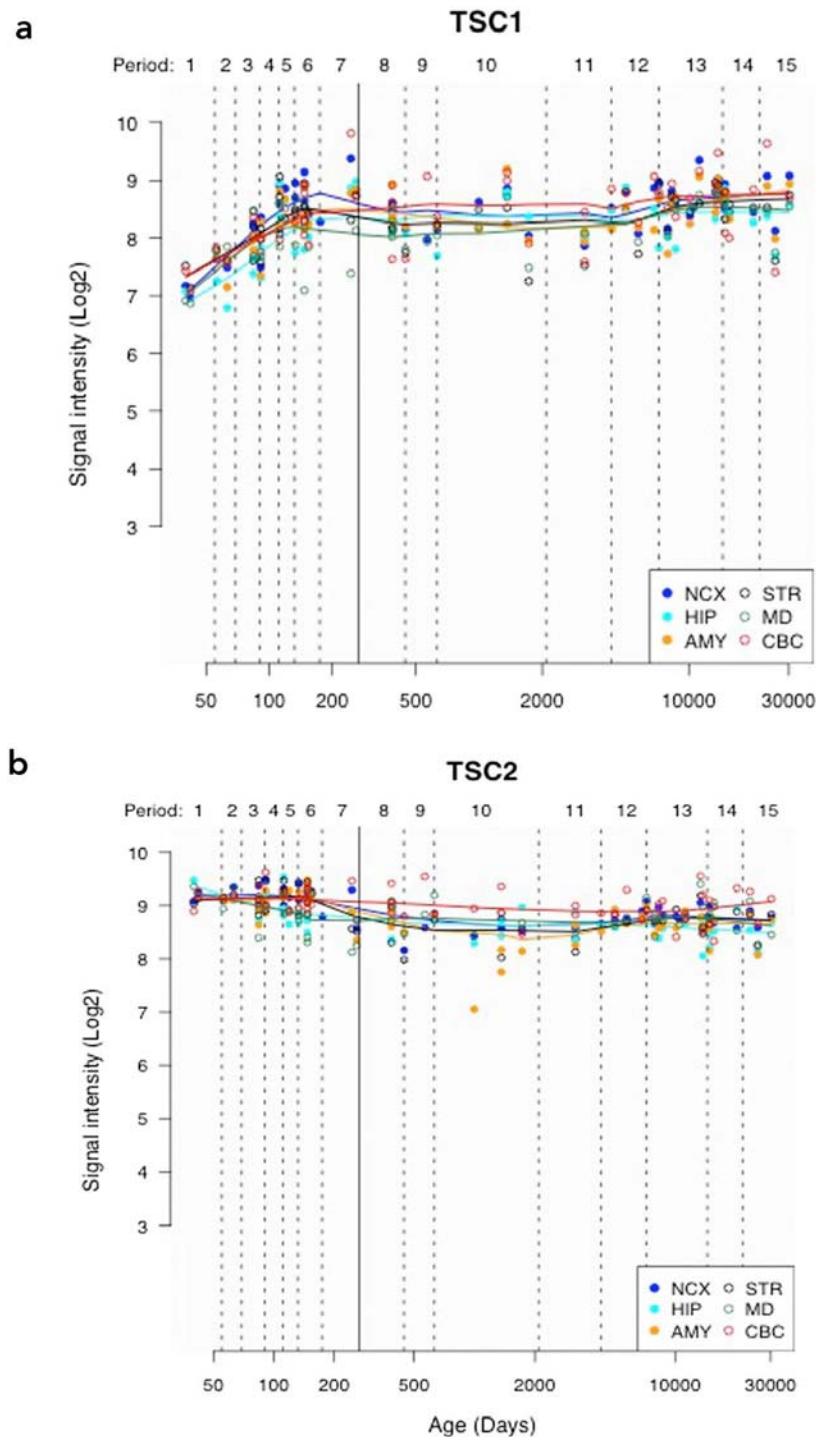 a
TSC1
Period: 1 2 3 4 5 6 7 8 9 10 11 12 13 14 15
10
9
8
7
6
5
4
3
Signal intensity (Log2)
NCX STR
HIP MD
AMY CBC
50 100 200 500 2000 10000 30000
b
TSC2
Period: 1 2 3 4 5 6 7 8 9 10 11 12 13 14 15
10
9
8
7
6
5
4
3
Signal intensity (Log2)
NCX STR
HIP MD
AMY CBC
50 100 200 500 2000 10000 30000
Age (Days)